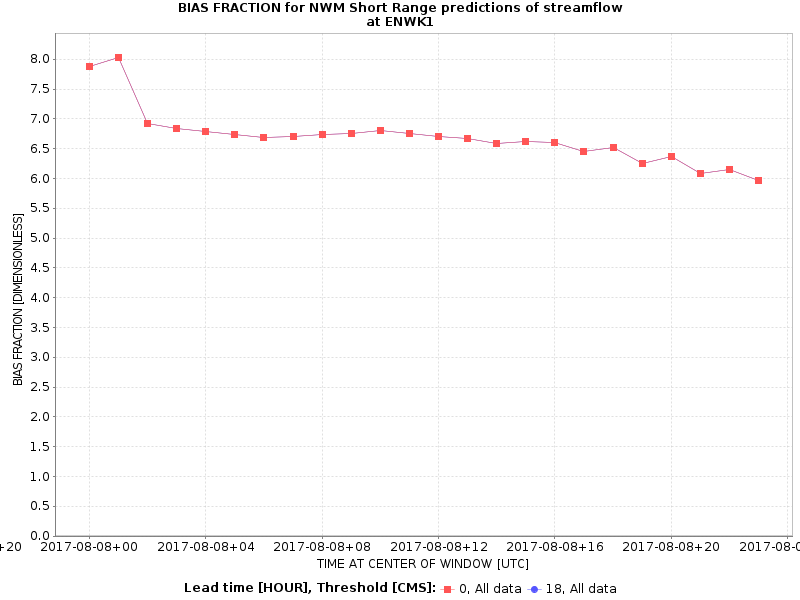 BIAS FRACTION for NWM Short Range predictions of streamflow
at ENWK1
8.0
7.5
7.0
6.5
6.0
5.5
5.0
4.5
4.0
3.5
3.0
2.5
2.0
1.5
1.0
0.5
0.0
BIAS FRACTION [DIMENSIONLESS]
+20 2017-08-08+00 2017-08-08+04 2017-08-08+08 2017-08-08+12 2017-08-08+16 2017-08-08+20 2017-08-0
TIME AT CENTER OF WINDOW [UTC]
Lead time [HOUR], Threshold [CMS]: 0, All data 18, All data